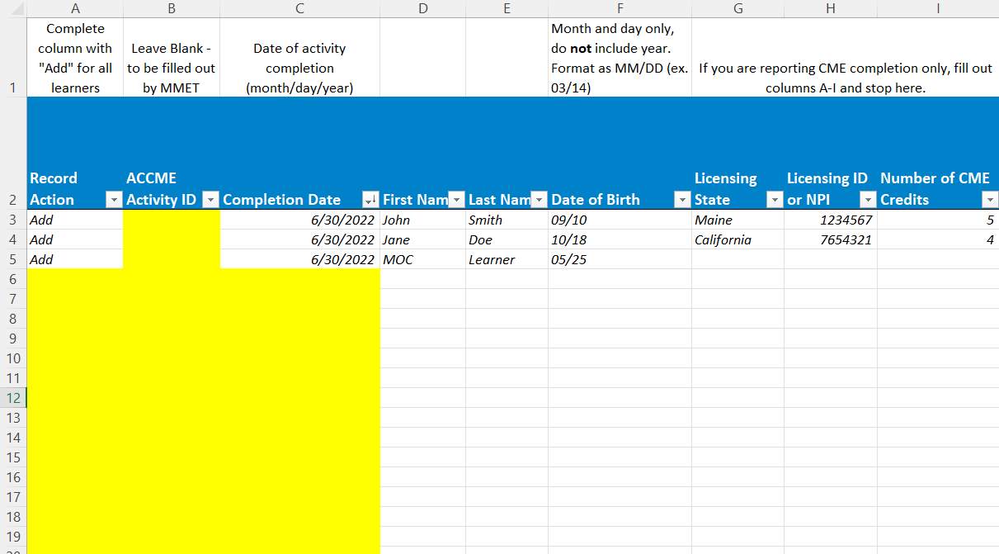 A B C D E F G H I
1
Complete
column with
"Add" for all
learners
Leave Blank -
to be filled out
by MMET
Date of activity
completion
(month/day/year)
Month and day only,
do not include year.
Format as MM/DD (ex.
03/14)
If you are reporting CME completion only, fill out
columns A-I and stop here.
2
Record
Action
ACCME
Activity ID
Completion Date
First Nam
Last Nam
Date of Birth
Licensing
State
Licensing ID
or NPI
Number of CME
Credits
3 Add 6/30/2022 John Smith 09/10 Maine 1234567 5
4 Add 6/30/2022 Jane Doe 10/18 California 7654321 4
5 Add 6/30/2022 MOC Learner 05/25
6
7
8
9
10
11
12
13
14
15
16
17
18
19